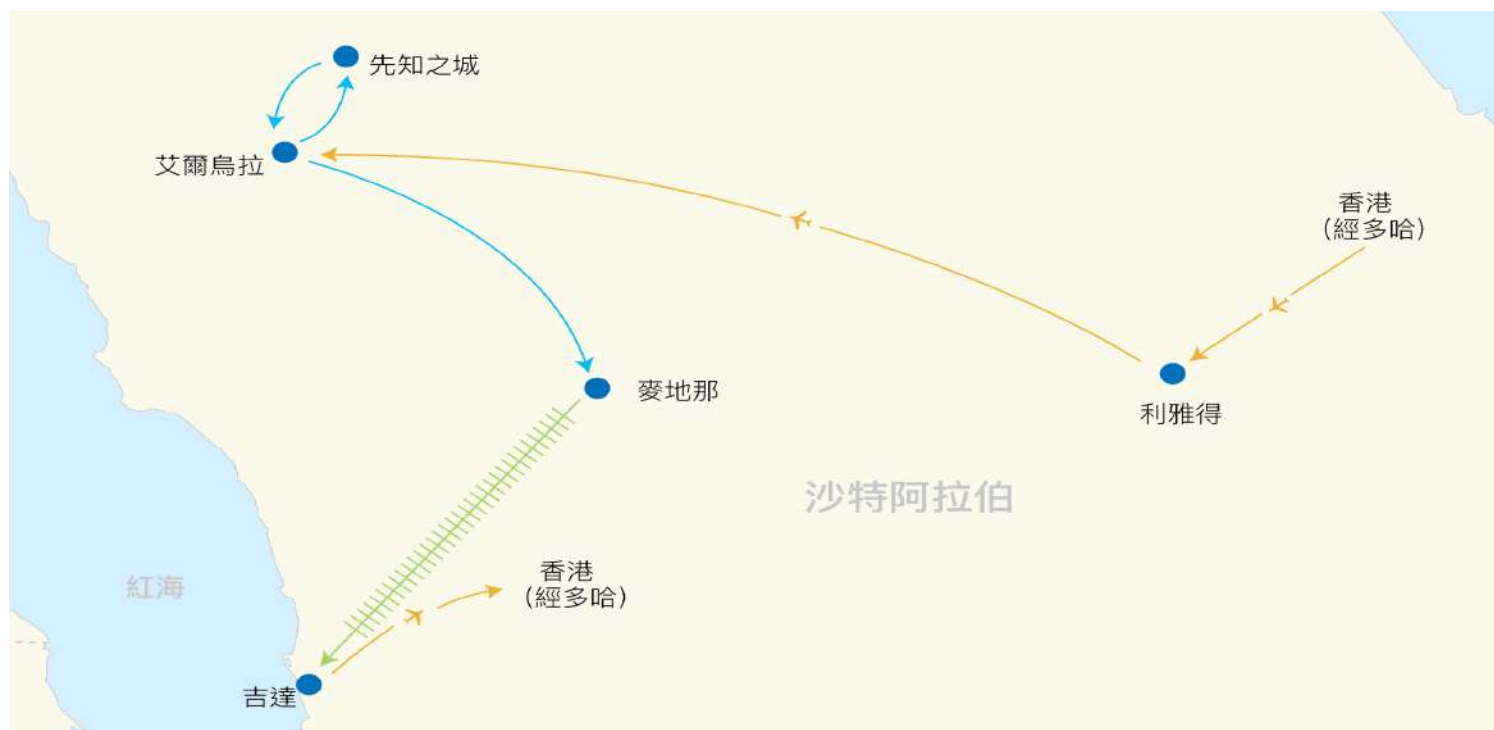 先知之城
艾爾烏拉
香港
(經多哈)
麥地那
利雅得
沙特阿拉伯
紅海
香港
(經多哈)
吉達